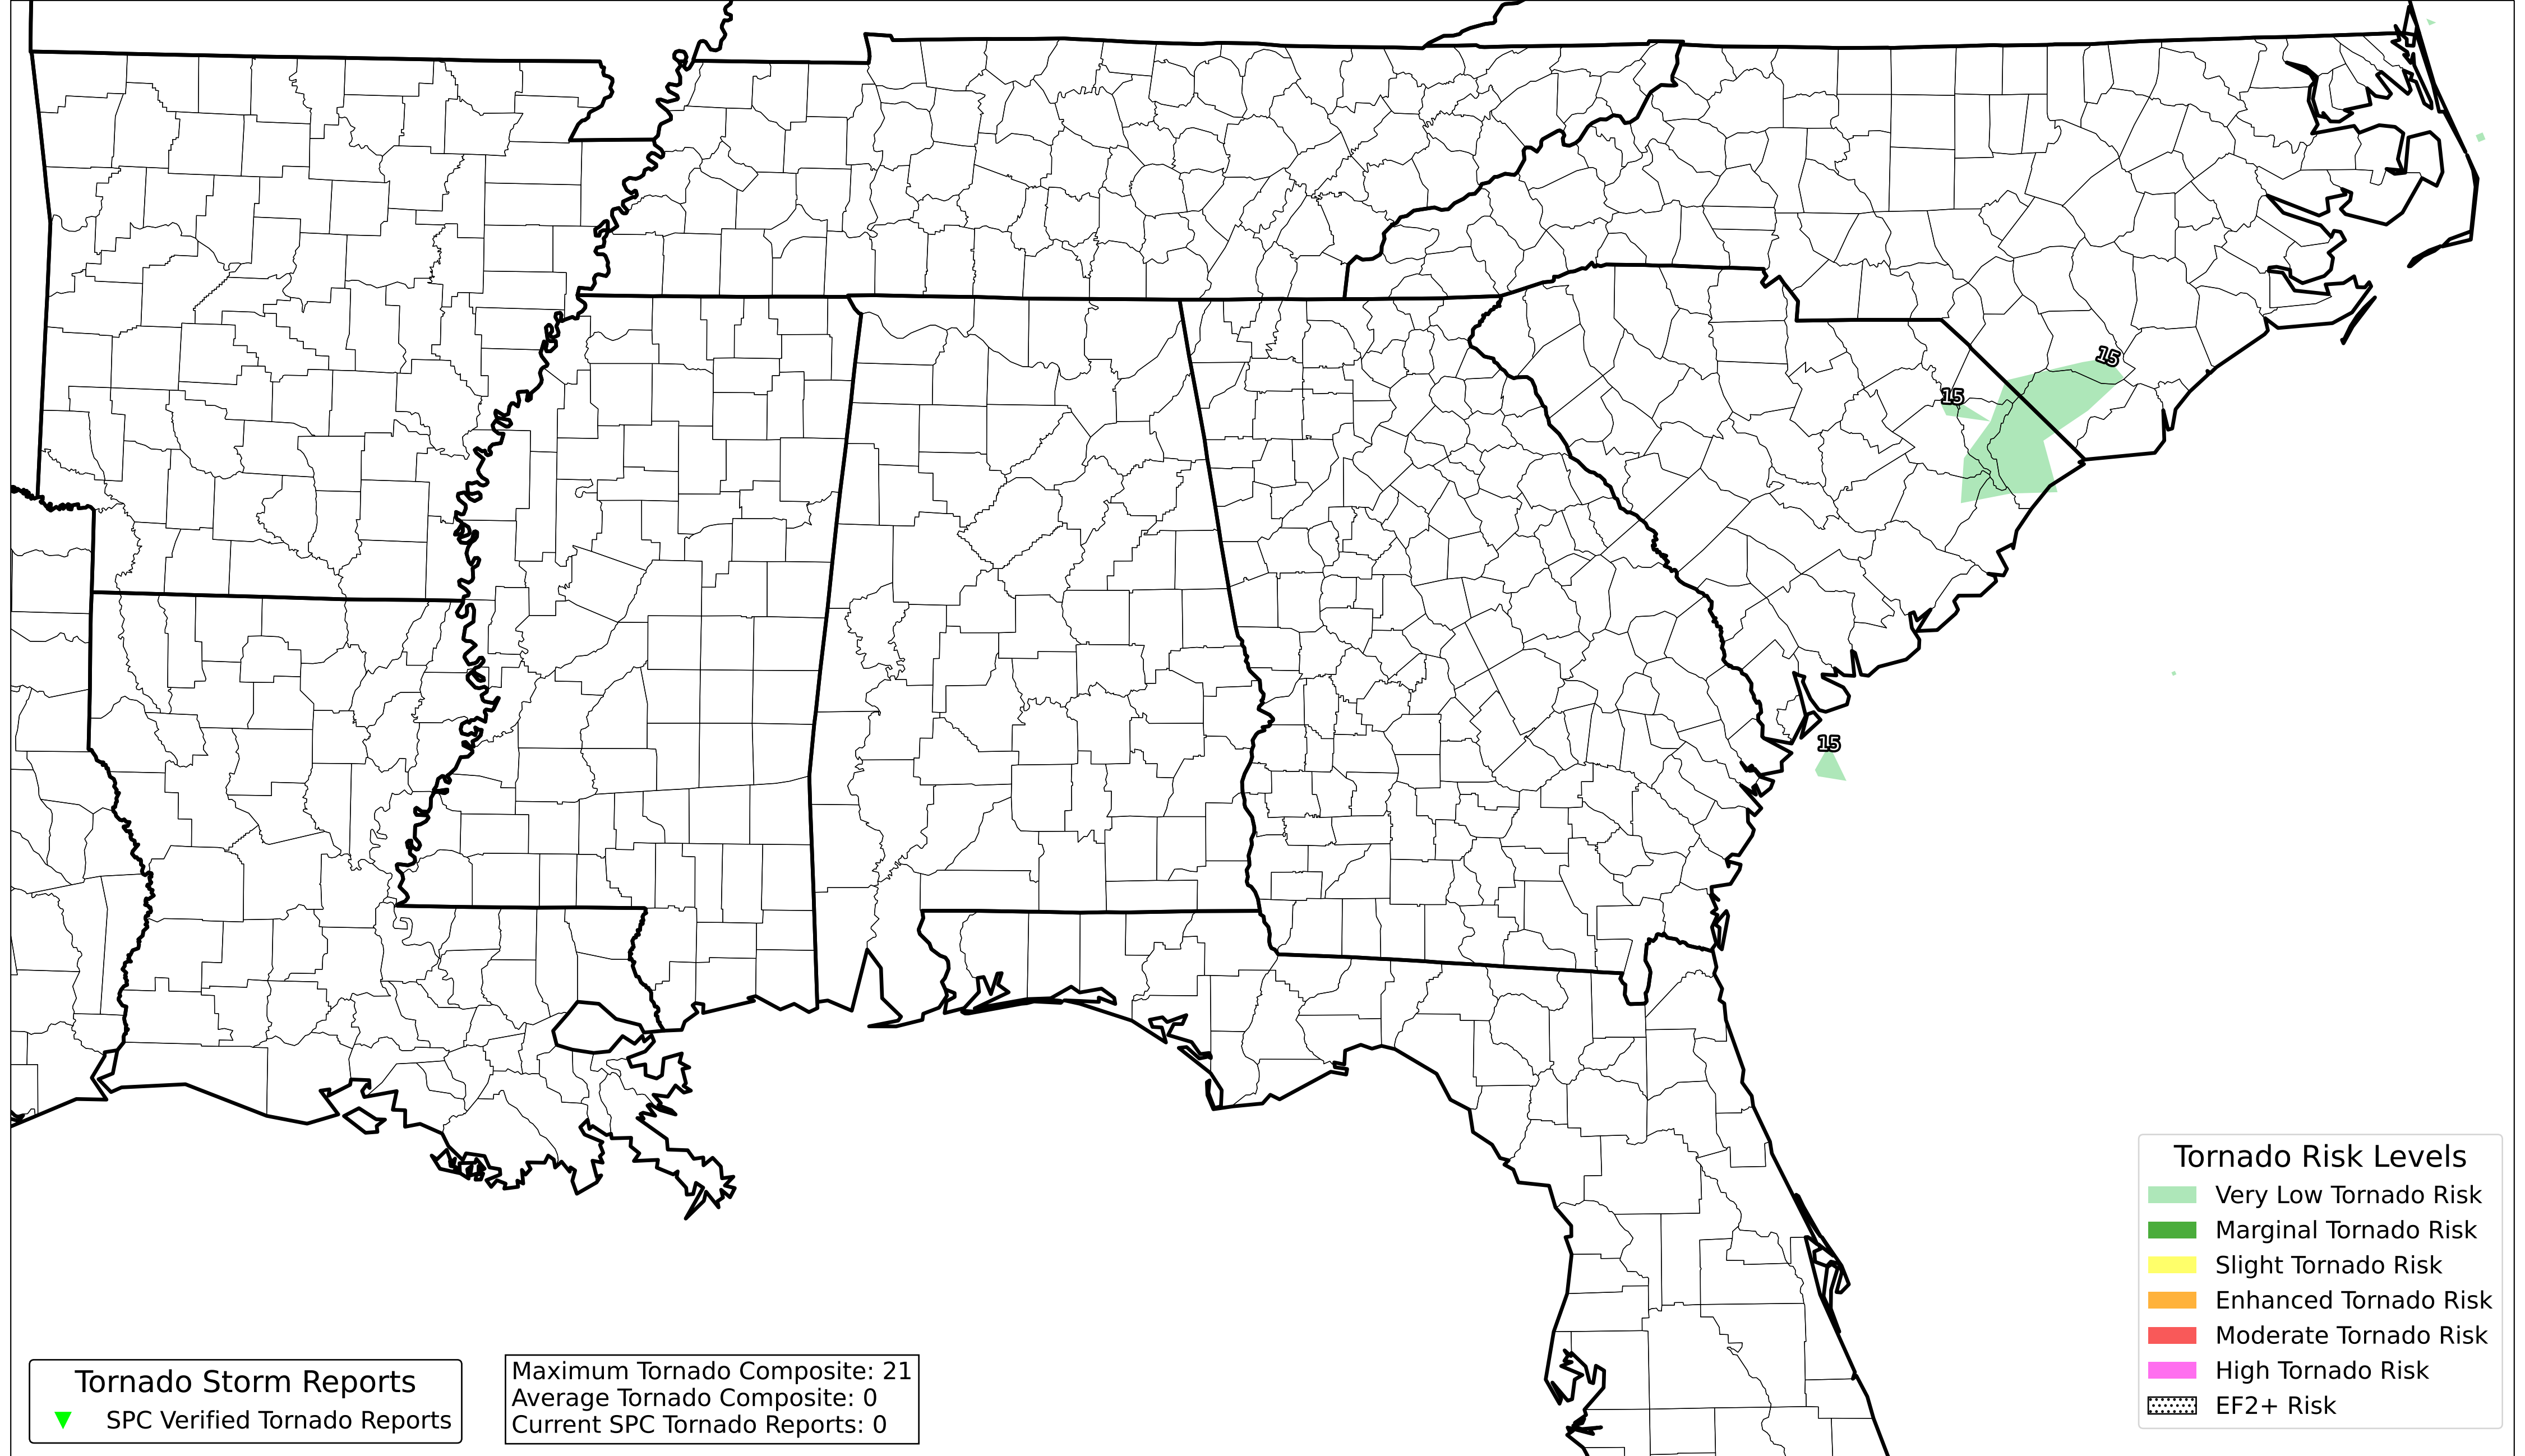 15
15
15
Tornado Risk Levels
Very Low Tornado Risk
Marginal Tornado Risk
Slight Tornado Risk
Enhanced Tornado Risk
Moderate Tornado Risk
High Tornado Risk
EF2+ Risk
Tornado Storm Reports
SPC Verified Tornado Reports
Maximum Tornado Composite: 21
Average Tornado Composite: 0
Current SPC Tornado Reports: 0